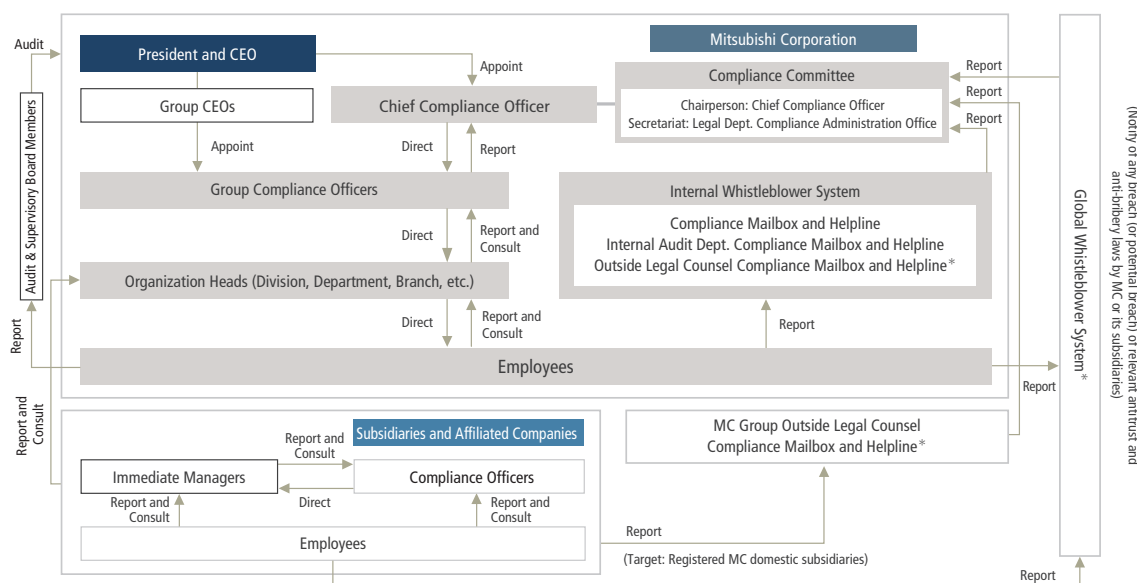 Audit
President and CEO
Mitsubishi Corporation
Appoint
Report
Compliance Committee
Group CEOs
Chief Compliance Officer
Chairperson: Chief Compliance Officer
Secretariat: Legal Dept. Compliance Administration Office
Report
Report
Appoint
Direct
Report
Group Compliance Officers
Internal Whistleblower System
Compliance Mailbox and Helpline
Internal Audit Dept. Compliance Mailbox and Helpline
Outside Legal Counsel Compliance Mailbox and Helpline*
Direct
Report and
Consult
Organization Heads (Division, Department, Branch, etc.)
Direct
Report and
Consult
Report
Employees
Audit & Supervisory Board Members
Report
Report
Global Whistleblower
System*
(Notify of any breach (or potential breach) of relevant antitrust and
anti-bribery laws by MC or its subsidiaries)
Report and
Consult
Subsidiaries and Affiliated Companies
MC Group Outside Legal Counsel
Compliance Mailbox and Helpline*
Report and
Consult
Immediate Managers
Compliance Officers
Direct
Report and
Consult
Report and
Consult
Employees
Report
(Target: Registered MC domestic subsidiaries)
Report